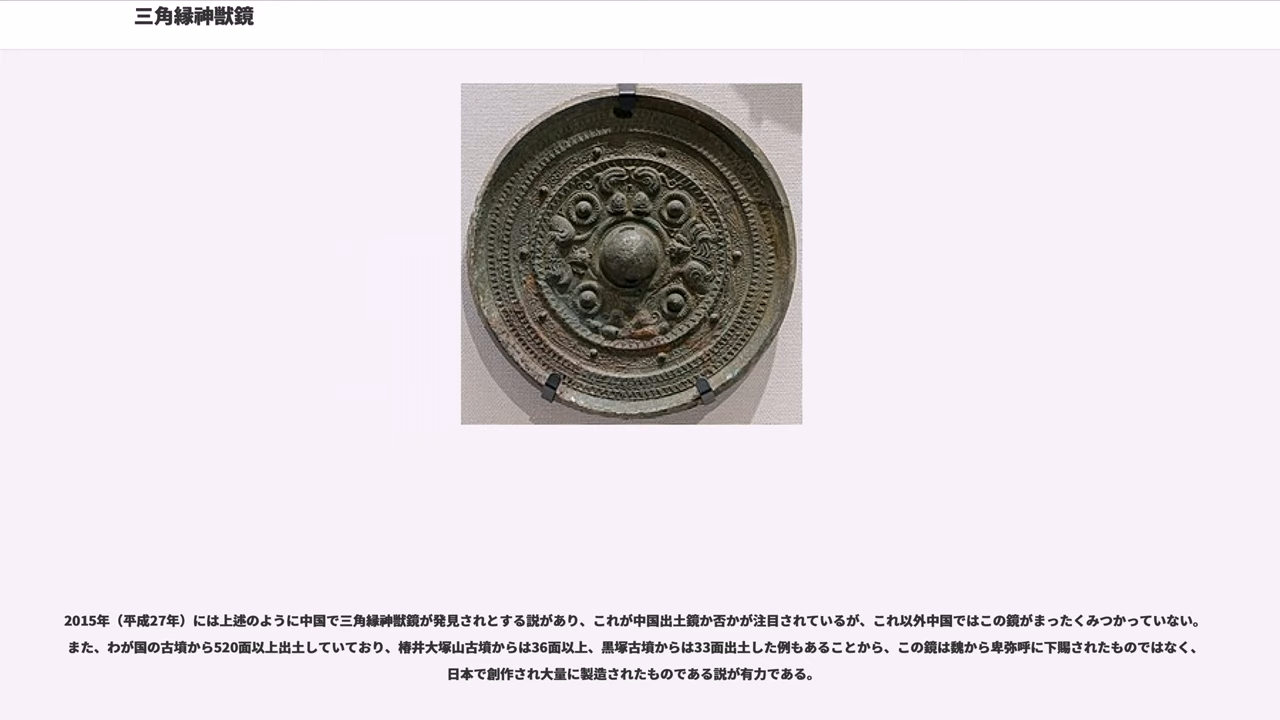 三角縁神獣鏡
2015年（平成27年）には上述のように中国で三角縁神獣鏡が発見されとする説があり、これが中国出土鏡か否かが注目されているが、これ以外中国ではこの鏡がまったくみつかっていない。
また、わが国の古墳から520面以上出土していており、椿井大塚山古墳からは36面以上、黒塚古墳からは33面出土した例もあることから、この鏡は魏から卑弥呼に下賜されたものではなく、
日本で創作され大量に製造されたものである説が有力である。